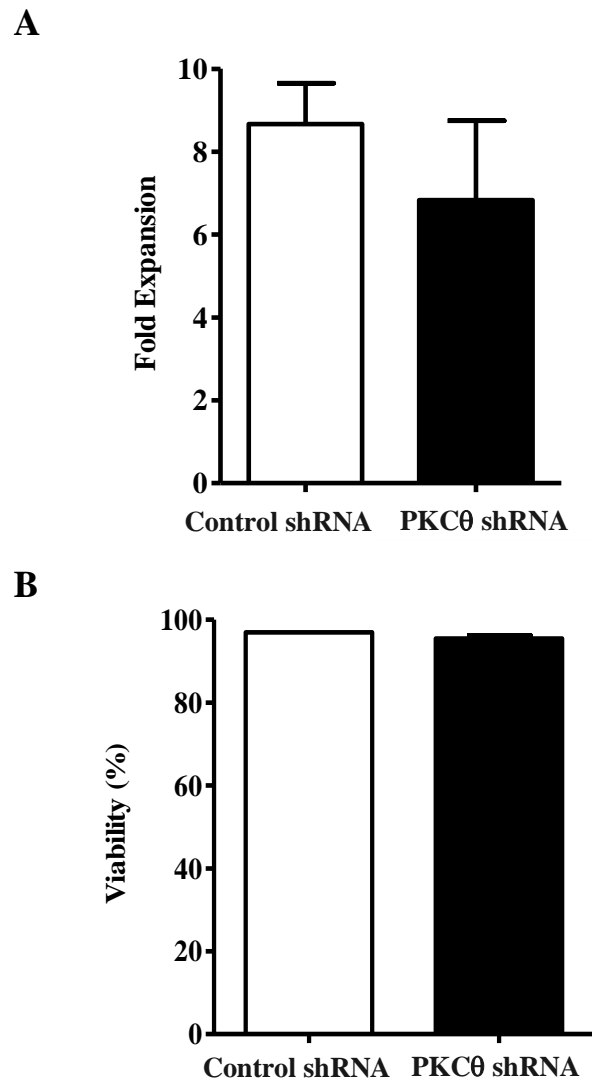 A
10
8
6
4
2
0
Fold Expansion
Control shRNA
PKCθ shRNA
B
100
80
60
40
20
0
Viability (%)
Control shRNA
PKCθ shRNA